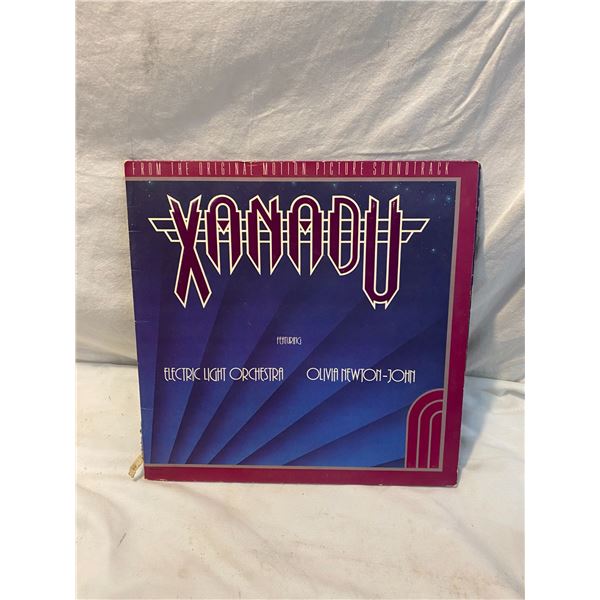 FROM THE ORIGINAL MOTION PICTURE SOUNDTRACK
XANADU
FEATURING
ELECTRIC LIGHT ORCHESTRA OLIVIA NEWTON-JOHN